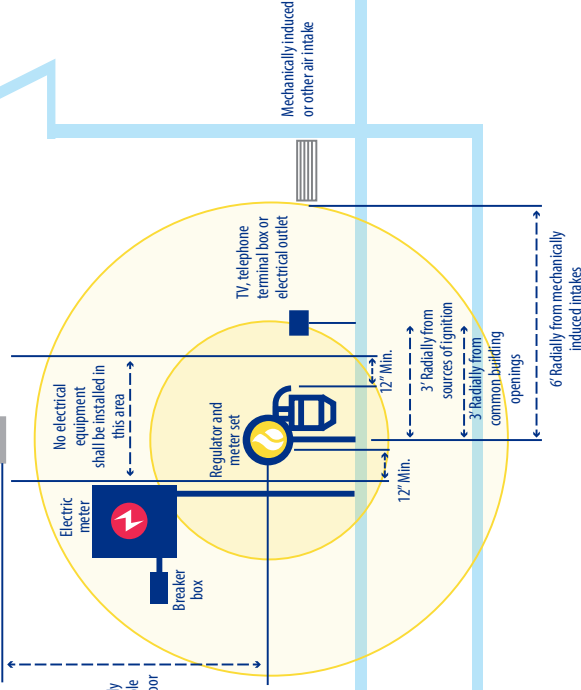 Mechanically induced
or other air intake
TV, telephone
terminal box or
electrical outlet
No electrical
equipment
shall be installed in
this area
Regulator and
meter set
Electric
meter
Breaker
box
12" Min.
12" Min.
3' Radially from
sources of ignition
3' Radially from
common building
openings
6' Radially from mechanically
induced intakes